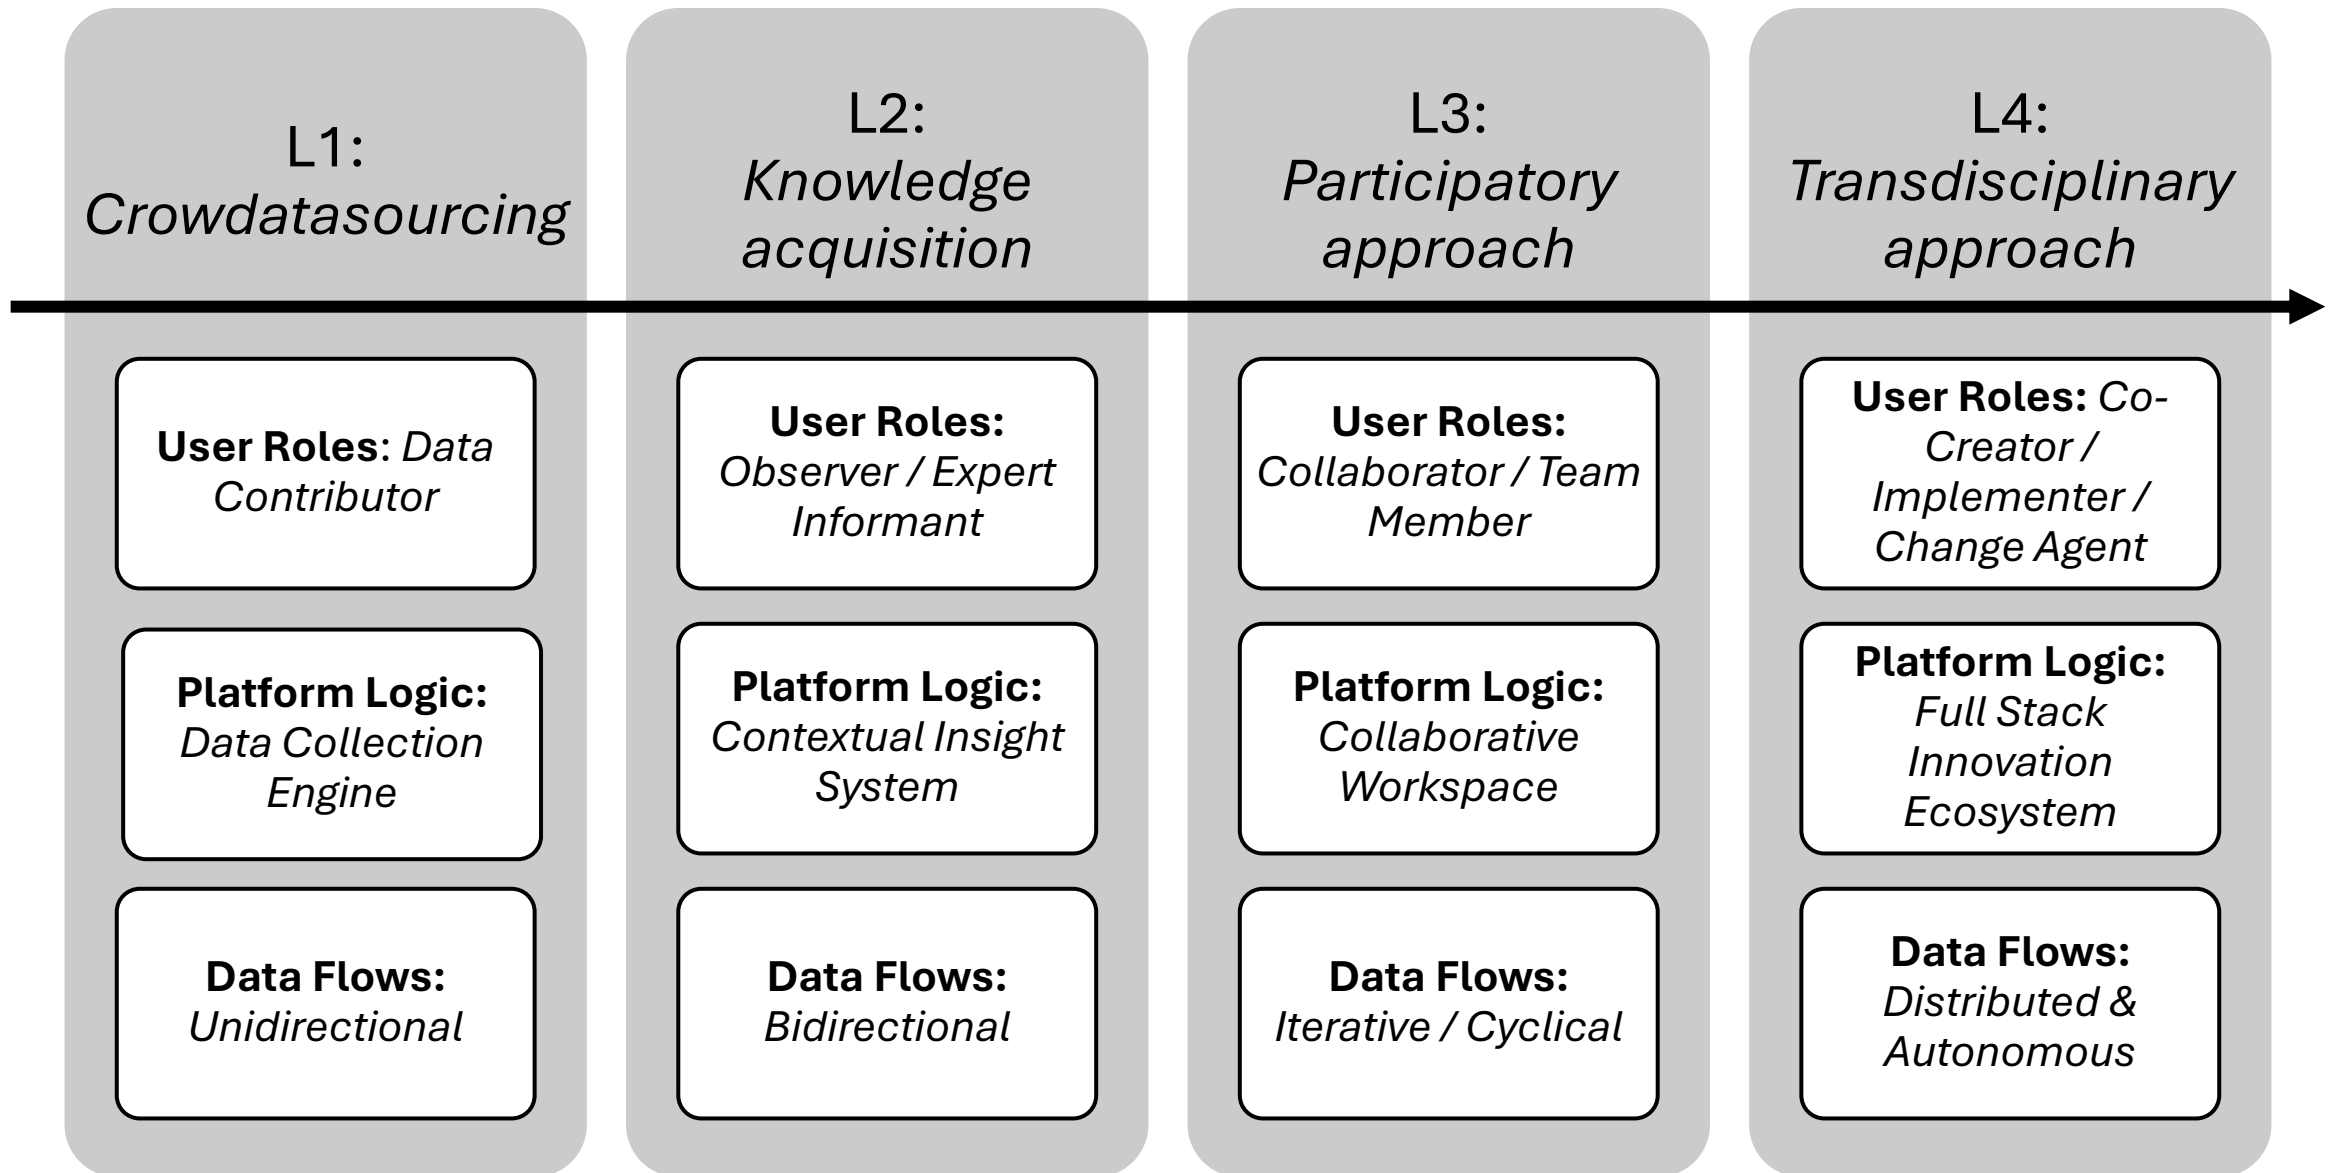 L1:
Crowdatasourcing
User Roles: Data
Contributor
Platform Logic:
Data Collection
Engine
Data Flows:
Unidirectional
L2:
Knowledge
acquisition
User Roles:
Observer / Expert
Informant
Platform Logic:
Contextual Insight
System
Data Flows:
Bidirectional
L3:
Participatory
approach
User Roles:
Collaborator / Team
Member
Platform Logic:
Collaborative
Workspace
Data Flows:
Iterative / Cyclical
L4:
Transdisciplinary
approach
User Roles: Co-
Creator /
Implementer /
Change Agent
Platform Logic:
Full Stack
Innovation
Ecosystem
Data Flows:
Distributed &
Autonomous